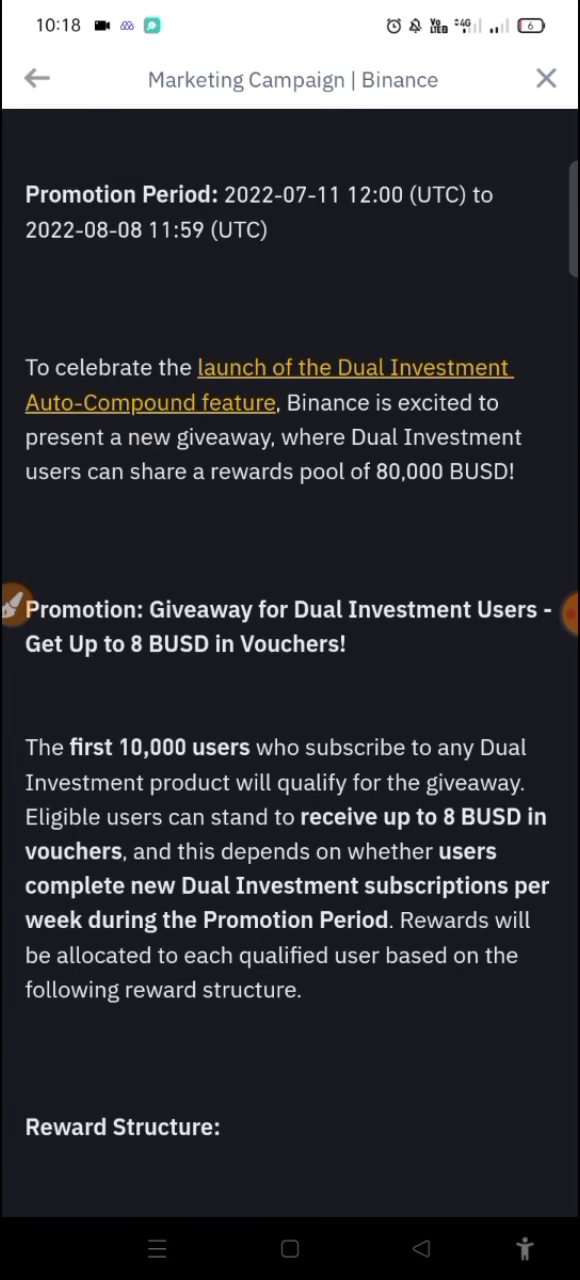 10:18
Vo LTE 4G 6
Marketing Campaign | Binance
Promotion Period: 2022-07-11 12:00 (UTC) to
2022-08-08 11:59 (UTC)
To celebrate the launch of the Dual Investment
Auto-Compound feature, Binance is excited to
present a new giveaway, where Dual Investment
users can share a rewards pool of 80,000 BUSD!
Promotion: Giveaway for Dual Investment Users -
Get Up to 8 BUSD in Vouchers!
The first 10,000 users who subscribe to any Dual
Investment product will qualify for the giveaway.
Eligible users can stand to receive up to 8 BUSD in
vouchers, and this depends on whether users
complete new Dual Investment subscriptions per
week during the Promotion Period. Rewards will
be allocated to each qualified user based on the
following reward structure.
Reward Structure: